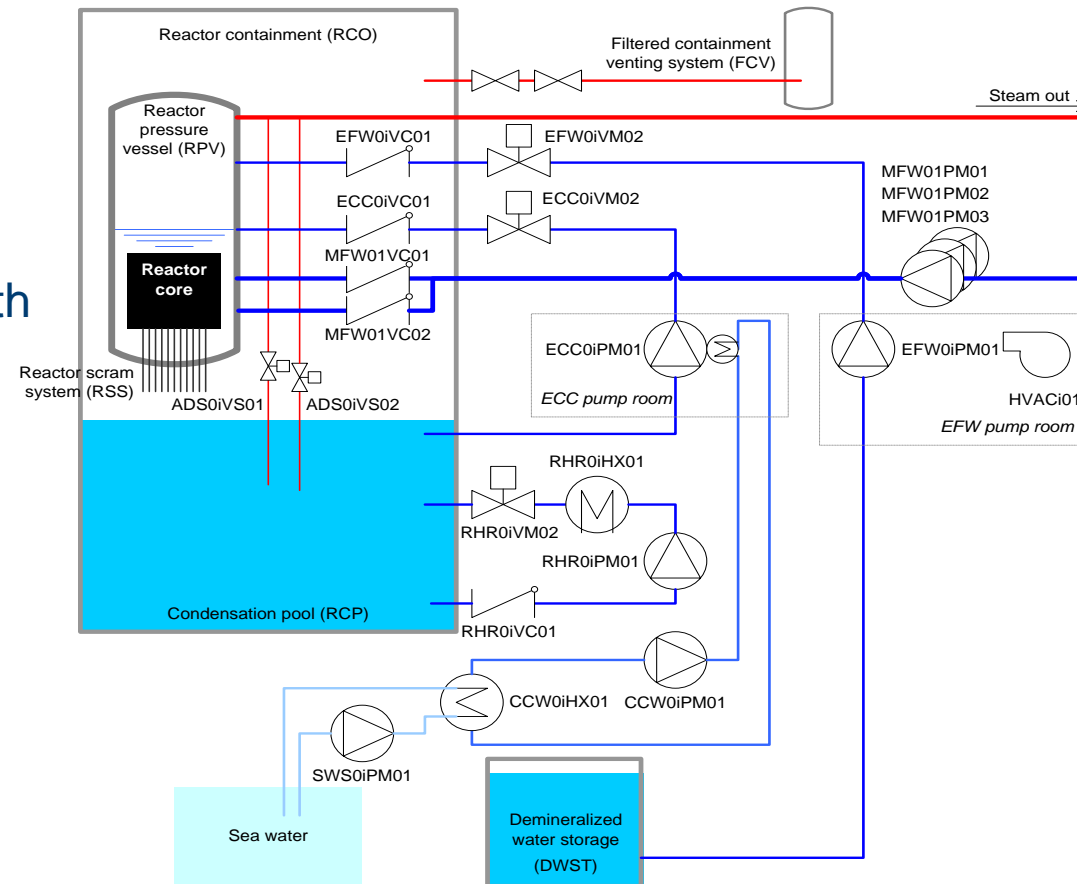 Reactor containment (RCO)
Filtered containment
venting system (FCV)
Steam out
Reactor
pressure
vessel (RPV)
EFW0iVC01
EFW0iVM02
MFW01PM01
MFW01PM02
MFW01PM03
ECC0iVC01
ECC0iVM02
MFW01VC01
Reactor
core
th
MFW01VC02
ECC0iPM01
EFW0iPM01
Reactor scram
system (RSS)
ADS0iVS01
ADS0iVS02
ECC pump room
HVACi01
EFW pump room
RHR0iHX01
RHR0iVM02
RHR0iPM01
Condensation pool (RCP)
RHR0iVC01
CCW0iHX01
CCW0iPM01
SWS0iPM01
Sea water
Demineralized
water storage
(DWST)